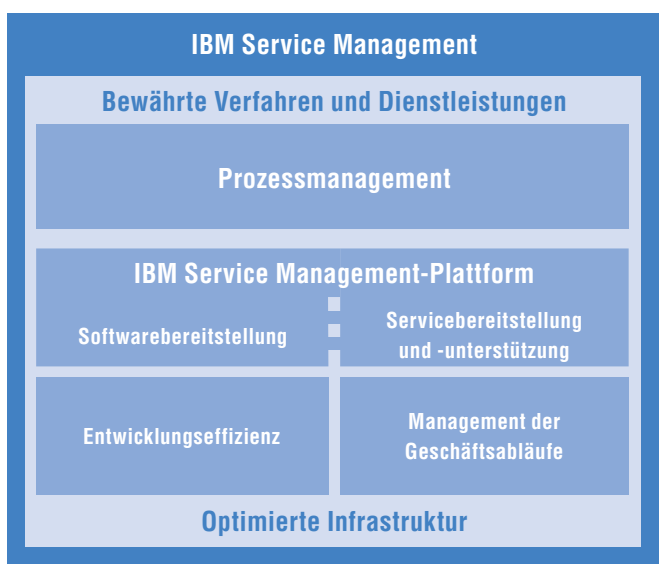 IBM Service Management
Bewährte Verfahren und Dienstleistungen
Prozessmanagement
IBM Service Management-Plattform
Softwarebereitstellung
Servicebereitstellung
und -unterstützung
Entwicklungseffizienz
Management der
Geschäftsabläufe
Optimierte Infrastruktur